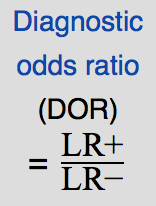 Diagnostic
odds ratio
(DOR)
= LR+
LR−